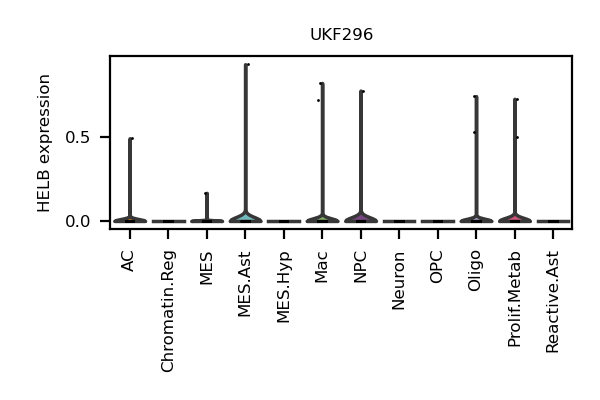 UKF296
HELB expression
0.5
0.0
AC
Chromatin.Reg
MES
MES.Ast
MES.Hyp
Mac
NPC
Neuron
OPC
Oligo
Prolif.Metab
Reactive.Ast